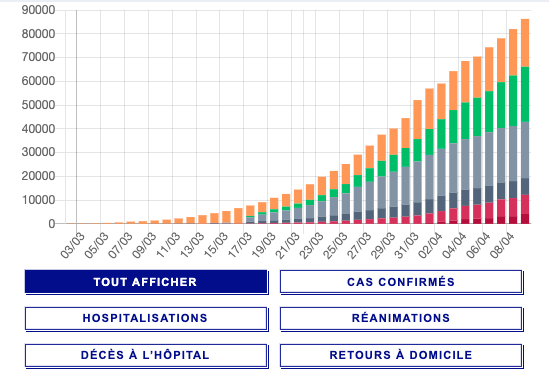 90000
80000
70000
60000
50000
40000
30000
20000
10000
0
03/03 05/03 07/03 09/03 11/03 13/03 15/03 17/03 19/03 21/03 23/03 25/03 27/03 29/03 31/03 02/04 04/04 06/04 08/04
TOUT AFFICHER CAS CONFIRMÉS
HOSPITALISATIONS RÉANIMATIONS
DÉCÈS À L'HÔPITAL RETOURS À DOMICILE